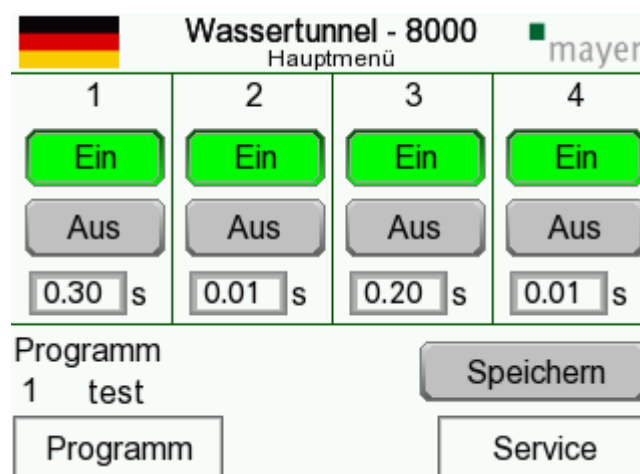 Wassertunnel - 8000
Hauptmenü
mayer
1 2 3 4
Ein Ein Ein Ein
Aus Aus Aus Aus
0.30 s 0.01 s 0.20 s 0.01 s
Programm
1 test
Speichern
Programm Service